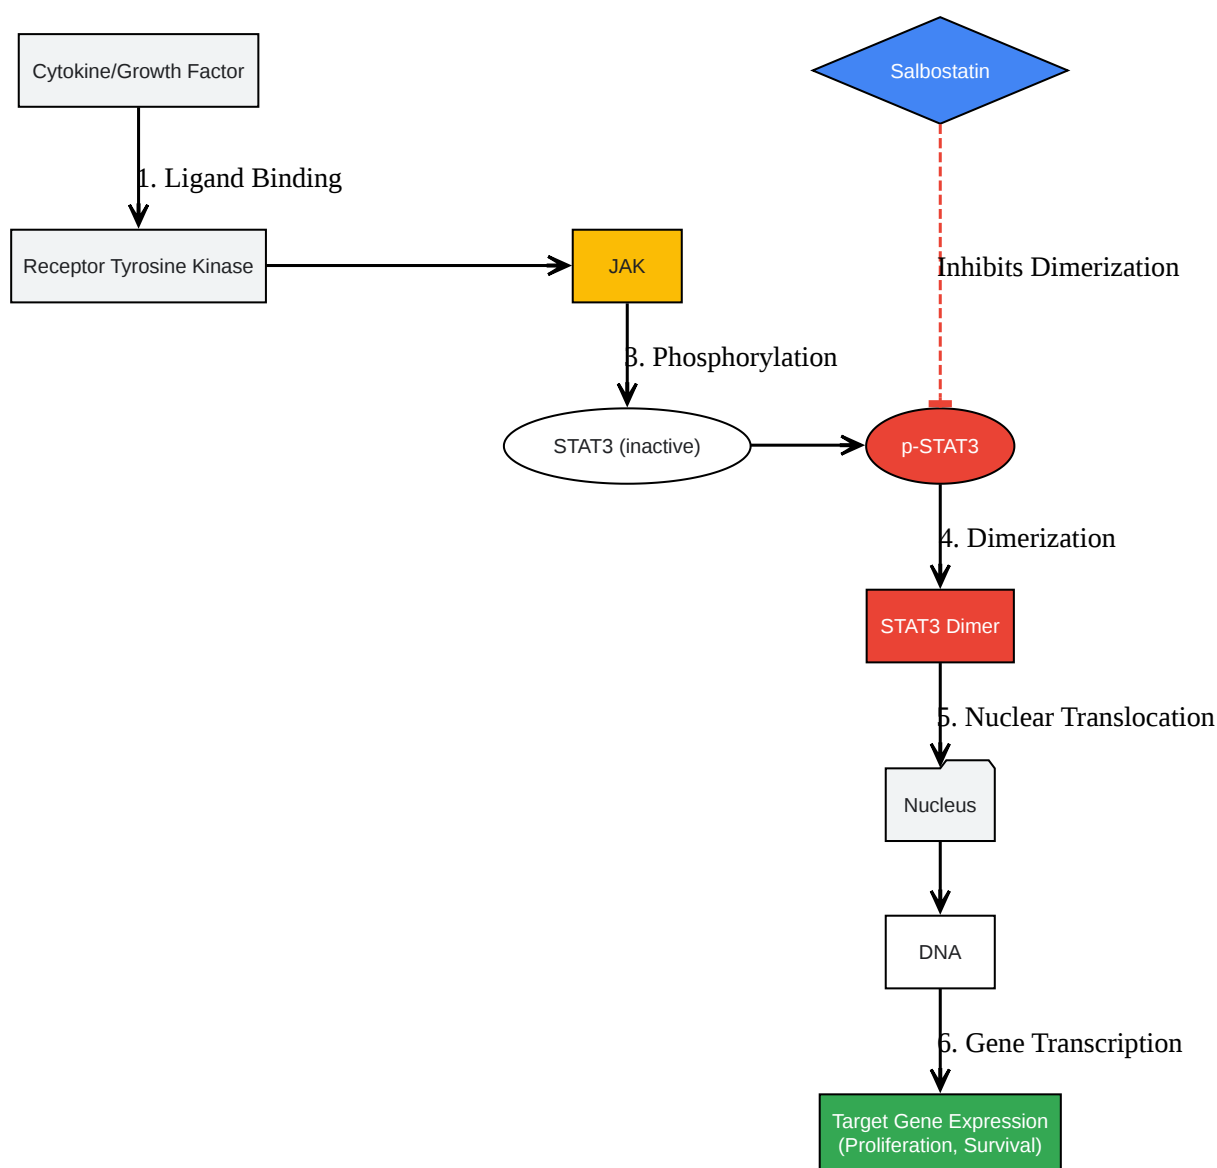 Cytokine/Growth Factor
Salbostatin
1. Ligand Binding
Receptor Tyrosine Kinase
JAK
Inhibits Dimerization
3. Phosphorylation
STAT3 (inactive)
p-STAT3
4. Dimerization
STAT3 Dimer
5. Nuclear Translocation
Nucleus
DNA
6. Gene Transcription
Target Gene Expression
(Proliferation, Survival)